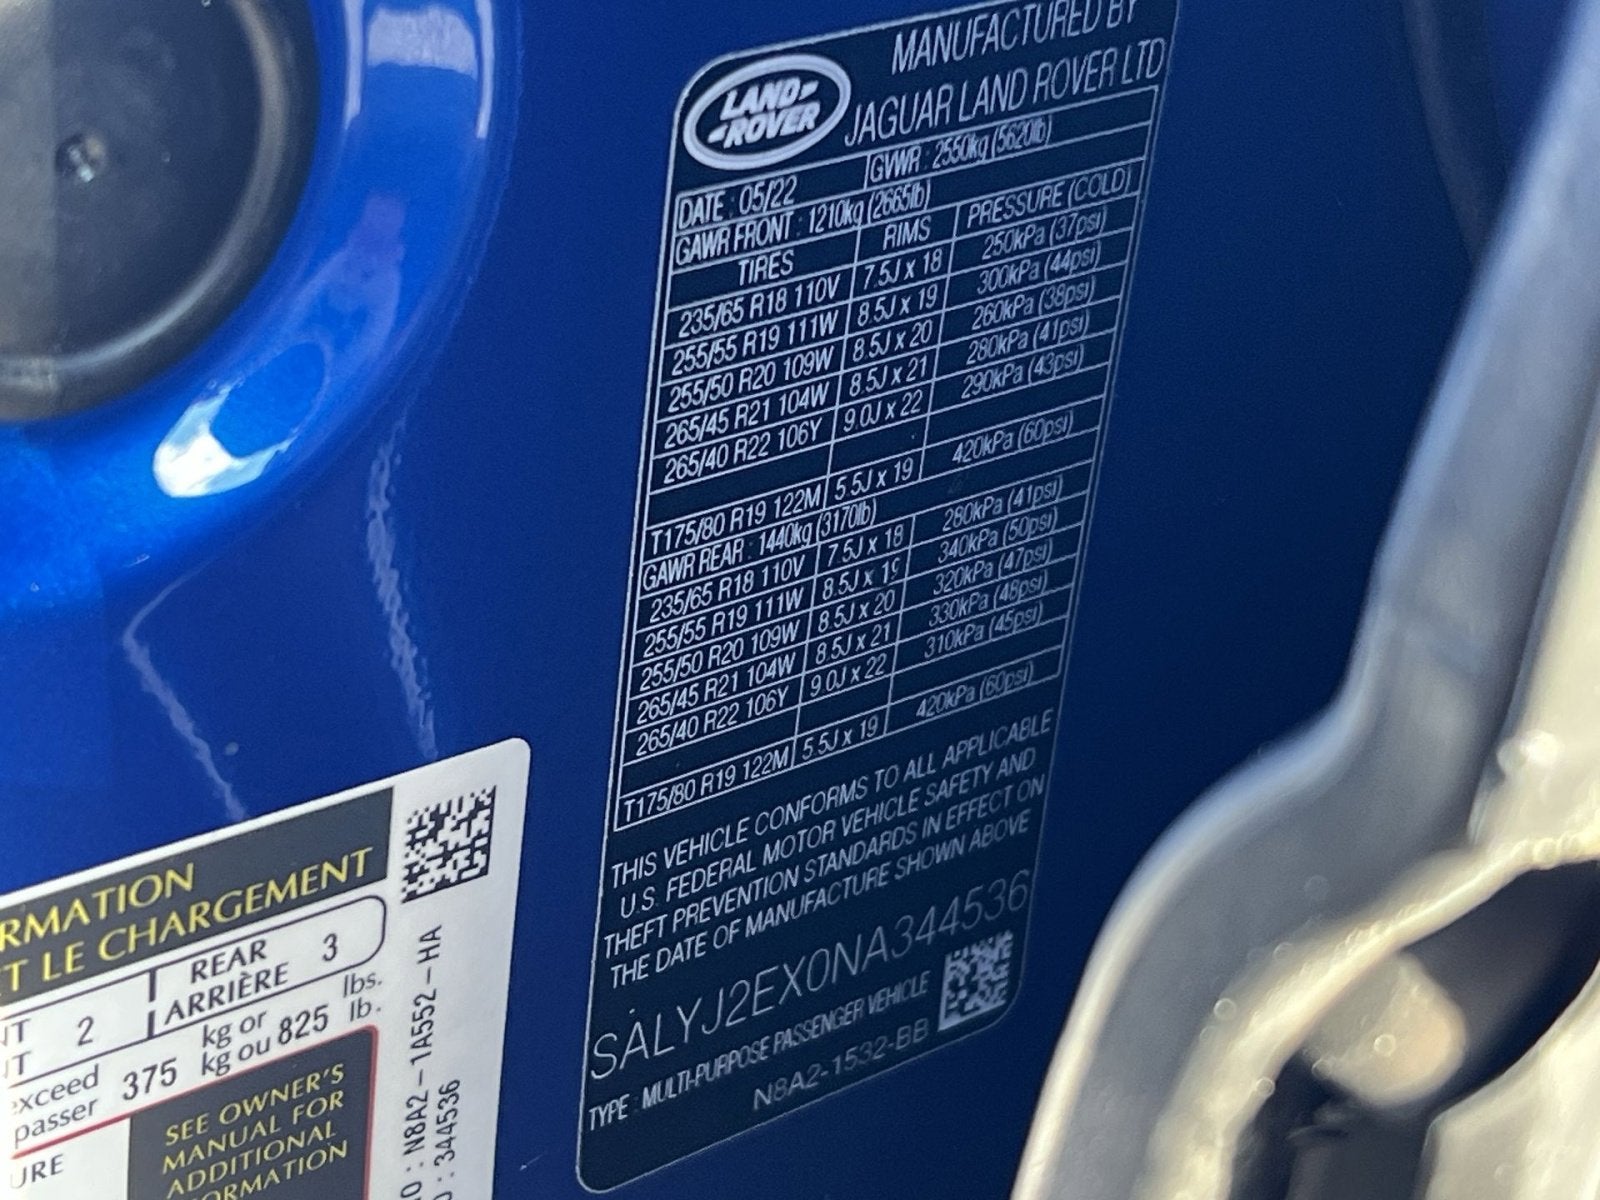 MANUFACTURED BY
LAND
ROVER
JAGUAR LAND ROVER LTD
DATE : 05/22 GVWR : 2550kg (5620lb)
GAWR FRONT : 1210kg (2665lb)
TIRES RIMS PRESSURE (COLD)
235/65 R18 110V 7.5J x 18 250kPa (37psi)
255/55 R19 111W 8.5J x 19 300kPa (44psi)
255/50 R20 109W 8.5J x 20 260kPa (38psi)
265/45 R21 104W 8.5J x 21 280kPa (41psi)
265/40 R22 106Y 9.0J x 22 290kPa (43psi)
T175/80 R19 122M 5.5J x 19 420kPa (60psi)
GAWR REAR : 1440kg (3170lb)
235/65 R18 110V 7.5J x 18 280kPa (41psi)
255/55 R19 111W 8.5J x 19 340kPa (50psi)
255/50 R20 109W 8.5J x 20 320kPa (47psi)
265/45 R21 104W 8.5J x 21 330kPa (48psi)
265/40 R22 106Y 9.0J x 22 310kPa (45psi)
T175/80 R19 122M 5.5J x 19 420kPa (60psi)
THIS VEHICLE CONFORMS TO ALL APPLICABLE
U.S. FEDERAL MOTOR VEHICLE SAFETY AND
THEFT PREVENTION STANDARDS IN EFFECT ON
THE DATE OF MANUFACTURE SHOWN ABOVE
SALYJ2EX0NA344536
TYPE : MULTI-PURPOSE PASSENGER VEHICLE
N8A2-1532-BB
RMATION
ET LE CHARGEMENT
NT 2 REAR 3
NT ARRIÈRE
exceed 375 kg or 825 lbs.
passer kg ou lb.
URE
SEE OWNER'S
MANUAL FOR
ADDITIONAL
FORMATION
: N8A2-1A552-HA
: 344536